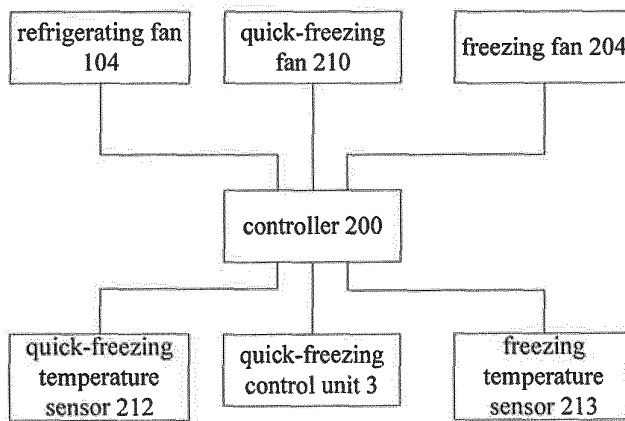 refrigerating fan
104
quick-freezing
fan 210
freezing fan 204
controller 200
quick-freezing
temperature
sensor 212
quick-freezing
control unit 3
freezing
temperature
sensor 213